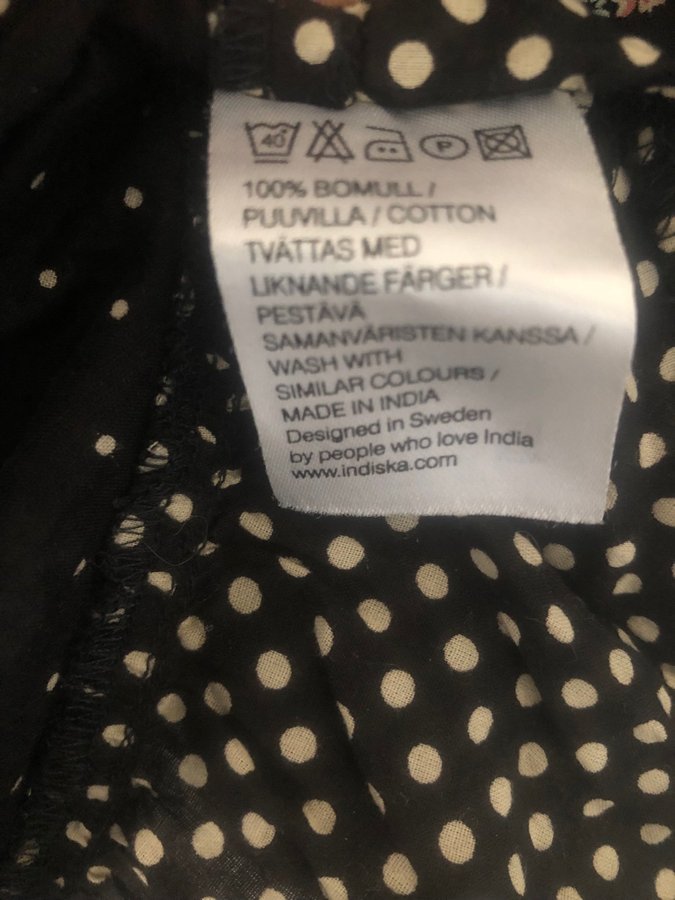 40
P
100% BOMULL /
PUUVILLA / COTTON
TVÄTTAS MED
LIKNANDE FÄRGER /
PESTÄVÄ
SAMANVÄRISTEN KANSSA /
WASH WITH
SIMILAR COLOURS /
MADE IN INDIA
Designed in Sweden
by people who love India
www.indiska.com